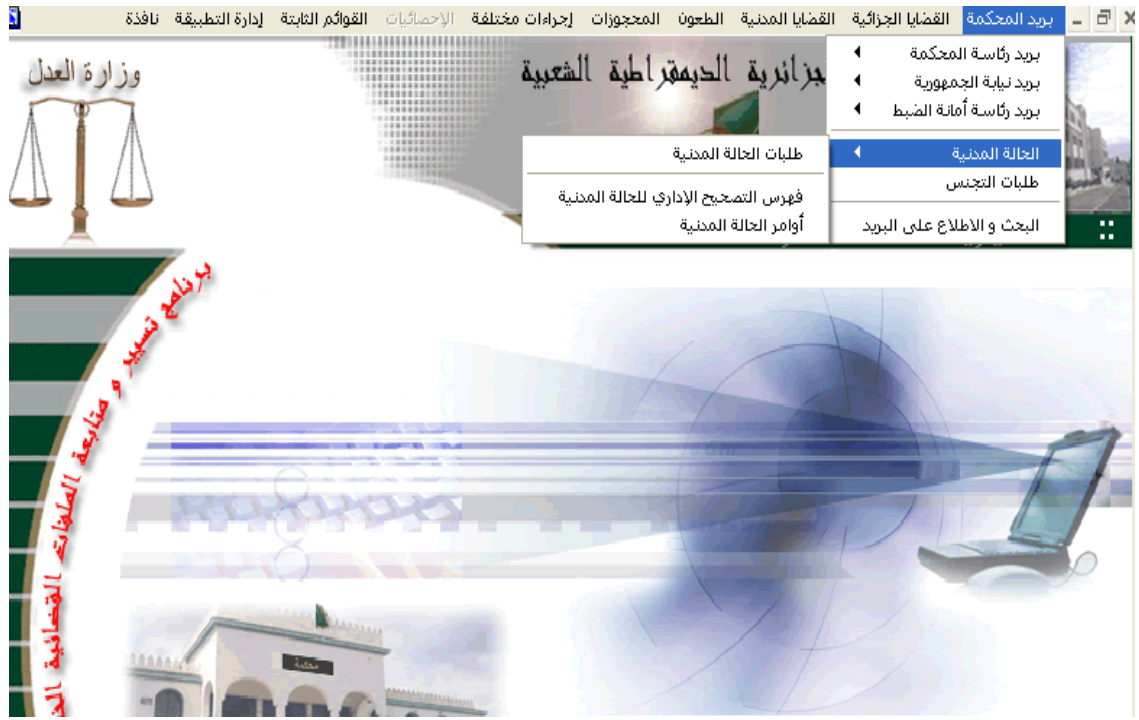 بريد المحكمة القضايا الجزائية القضايا المدنية الطعون المحجوزات إجراءات مختلفة الإحصائيات القوائم الثابتة إدارة التطبيقة نافذة
بريد رئاسة المحكمة
بريد نيابة الجمهورية
بريد رئاسة أمانة الضبط
الحالة المدنية
طلبات التجنس
البحث و الاطلاع على البريد
طلبات الحالة المدنية
فهرس التصحيح الإداري للحالة المدنية
أوامر الحالة المدنية
الديمقراطية الشعبية
وزارة العدل
برنامج تسيير و متابعة الملفات القضائية
محكمة